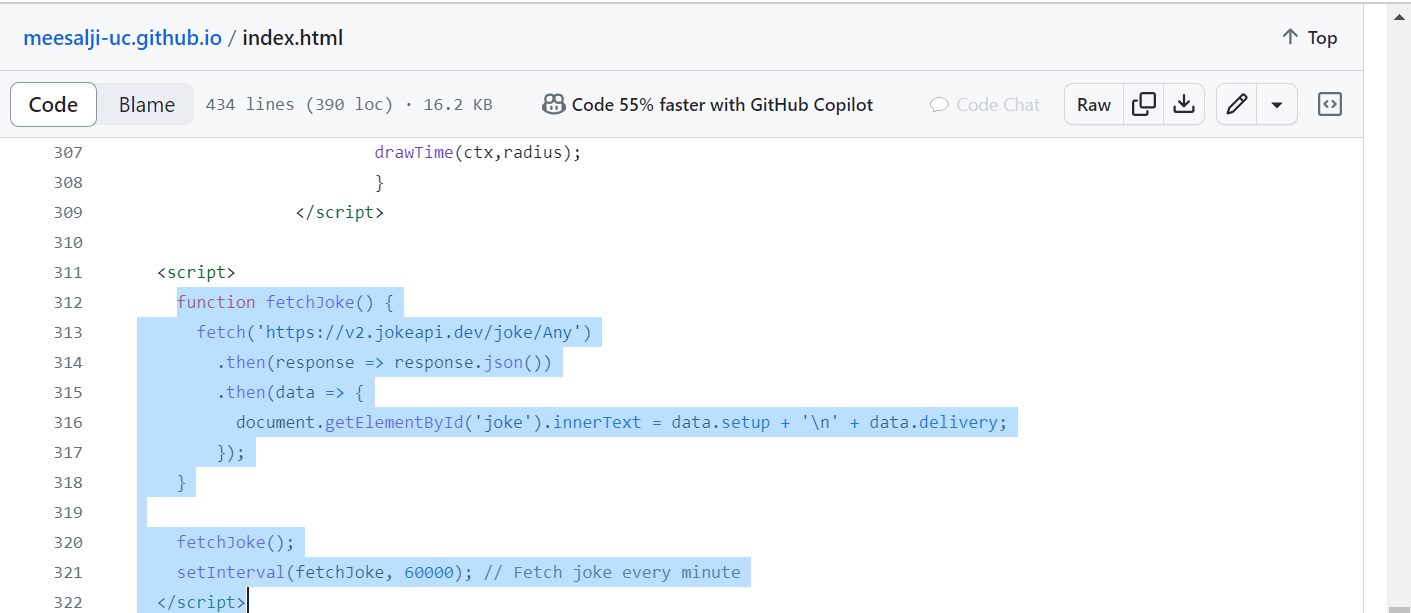 meesalji-uc.github.io / index.html
Top
Code Blame 434 lines (390 loc) · 16.2 KB Code 55% faster with GitHub Copilot Code Chat Raw
307 drawTime(ctx,radius);
308 }
309 </script>
310
311 <script>
312 function fetchJoke() {
313 fetch('https://v2.jokeapi.dev/joke/Any')
314 .then(response => response.json())
315 .then(data => {
316 document.getElementById('joke').innerText = data.setup + '\n' + data.delivery;
317 });
318 }
319
320 fetchJoke();
321 setInterval(fetchJoke, 60000); // Fetch joke every minute
322 </script>